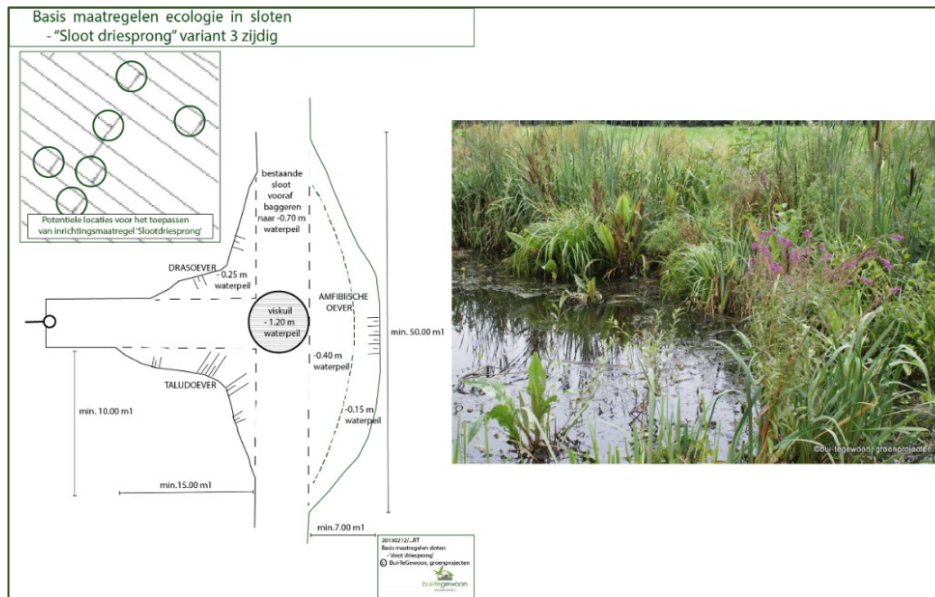 Basis maatregelen ecologie in sloten
- "Sloot driesprong" variant 3 zijdig
Potentiele locaties voor het toepassen
van inrichtingsmaatregel 'Slootdriesprong'
bestaande
sloot
vooraf
baggeren
naar -0.70 m
waterpeil
DRASOEVER
- 0.25 m
waterpeil
viskuil
- 1.20 m
waterpeil
AMFIBIISCHE
OEVER
min. 50.00 m1
-0.40 m
waterpeil
TALUDOEVER
-0.15 m
waterpeil
min. 10.00 m1
min.15.00 m1
min.7.00 m1
Basis maatregelen sloten
- 'sloot driesprong'
Bui-TeGewoon, groenprojecten
buitegewoon
©bui-tegewoon, groenprojecten